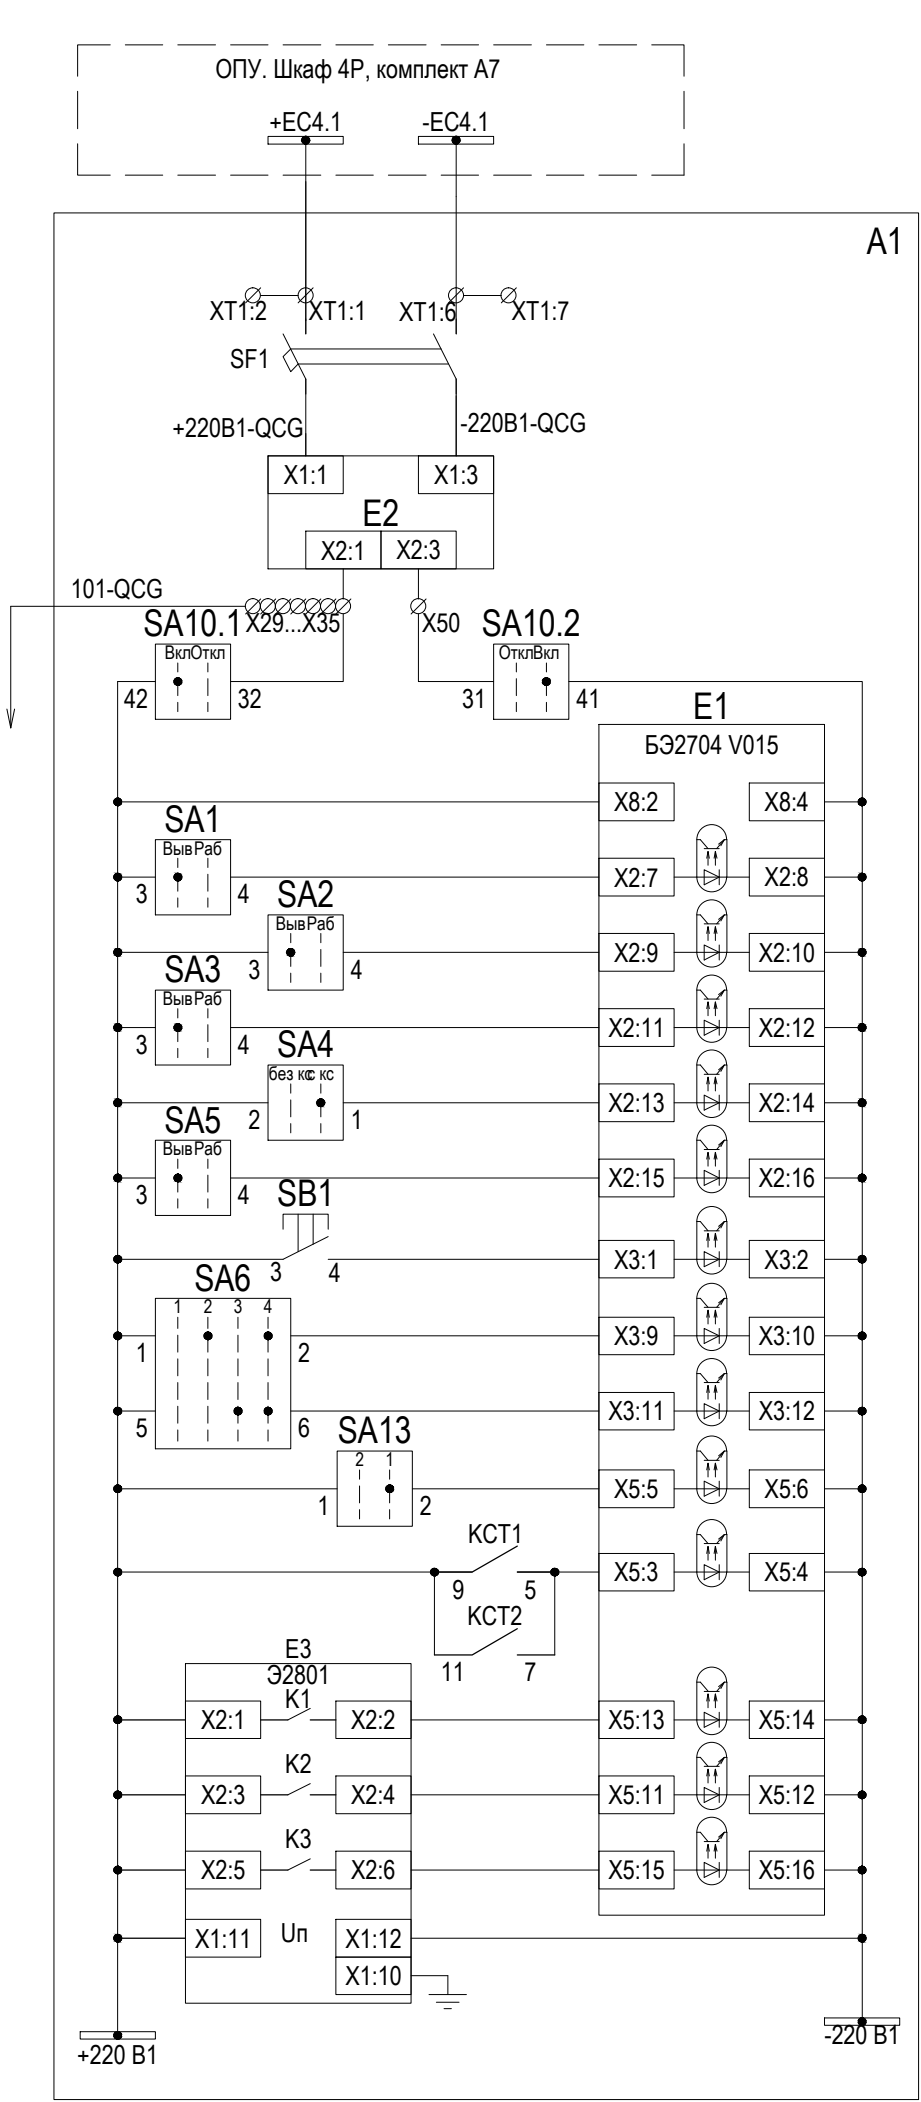 ОПУ. Шкаф 4Р, комплект А7
+ЕС4.1 -ЕС4.1
А1
ХТ1:2 ХТ1:1 ХТ1:6 ХТ1:7
SF1
+220В1-QCG -220В1-QCG
Х1:1 Х1:3
Е2
Х2:1 Х2:3
101-QCG
Х29...Х35 Х50
SA10.1 SA10.2
Вкл Откл Откл Вкл
42 32 31 41
Е1
БЭ2704 V015
Х8:2 Х8:4
SA1
Выв Раб
3 4 Х2:7 Х2:8
SA2
Выв Раб
3 4 Х2:9 Х2:10
SA3
Выв Раб
3 4 Х2:11 Х2:12
SA4
без кс с кс
2 1 Х2:13 Х2:14
SA5
Выв Раб
3 4 Х2:15 Х2:16
SB1
3 4 Х3:1 Х3:2
SA6
1 2 3 4
1 2 Х3:9 Х3:10
5 6 Х3:11 Х3:12
SA13
2 1
1 2 Х5:5 Х5:6
КСТ1
9 5 Х5:3 Х5:4
КСТ2
11 7
Е3
Э2801
К1
Х2:1 Х2:2 Х5:13 Х5:14
К2
Х2:3 Х2:4 Х5:11 Х5:12
К3
Х2:5 Х2:6 Х5:15 Х5:16
Х1:11 Uп Х1:12
Х1:10
+220 В1 -220 В1